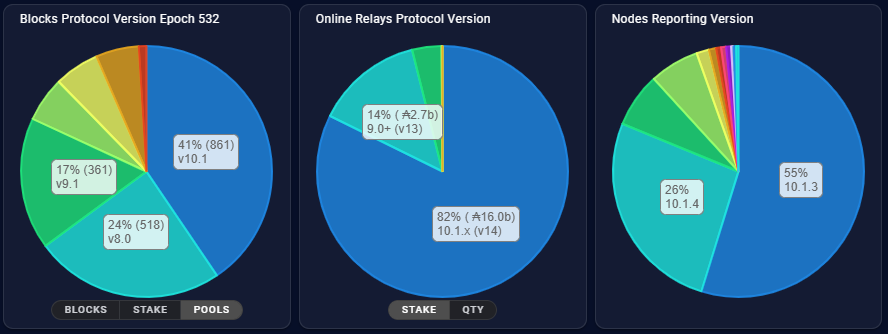 Blocks Protocol Version Epoch 532
41% (861)
v10.1
17% (361)
v9.1
24% (518)
v8.0
BLOCKS STAKE POOLS
Online Relays Protocol Version
14% ( ₳2.7b)
9.0+ (v13)
82% ( ₳16.0b)
10.1.x (v14)
STAKE QTY
Nodes Reporting Version
55%
10.1.3
26%
10.1.4